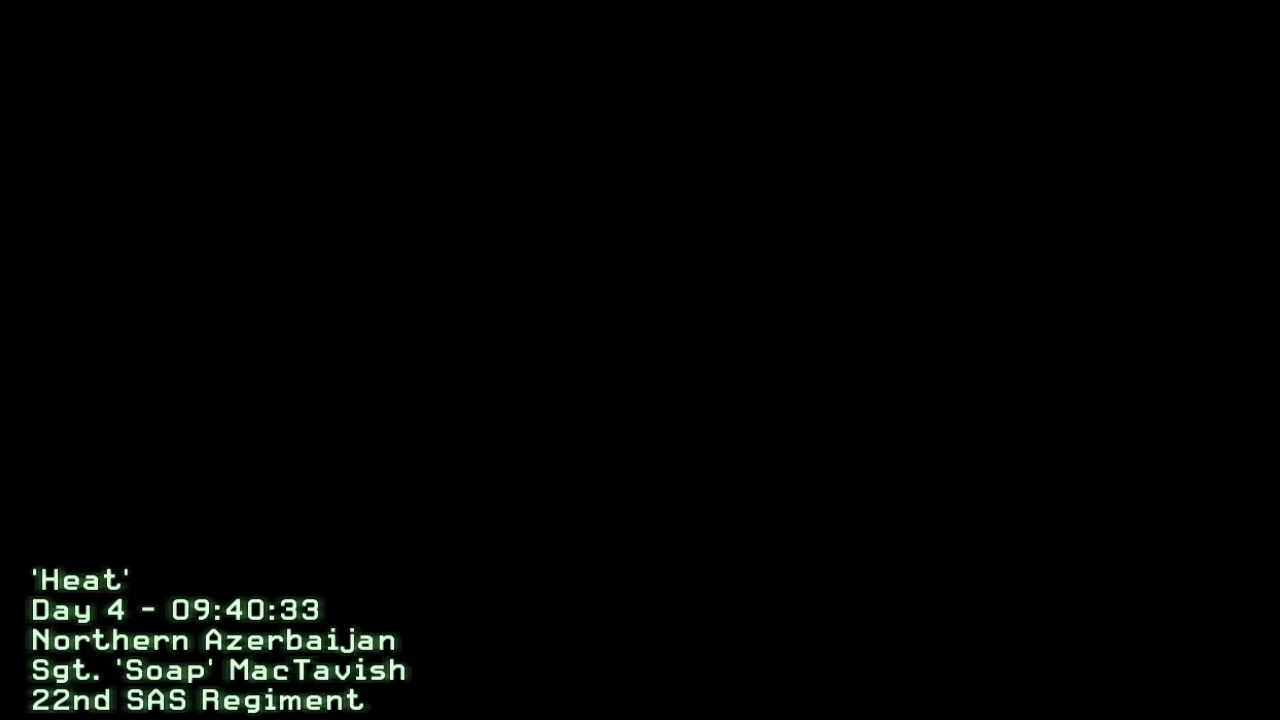 'Heat'
Day 4 - 09:40:33
Northern Azerbaijan
Sgt. 'Soap' MacTavish
22nd SAS Regiment